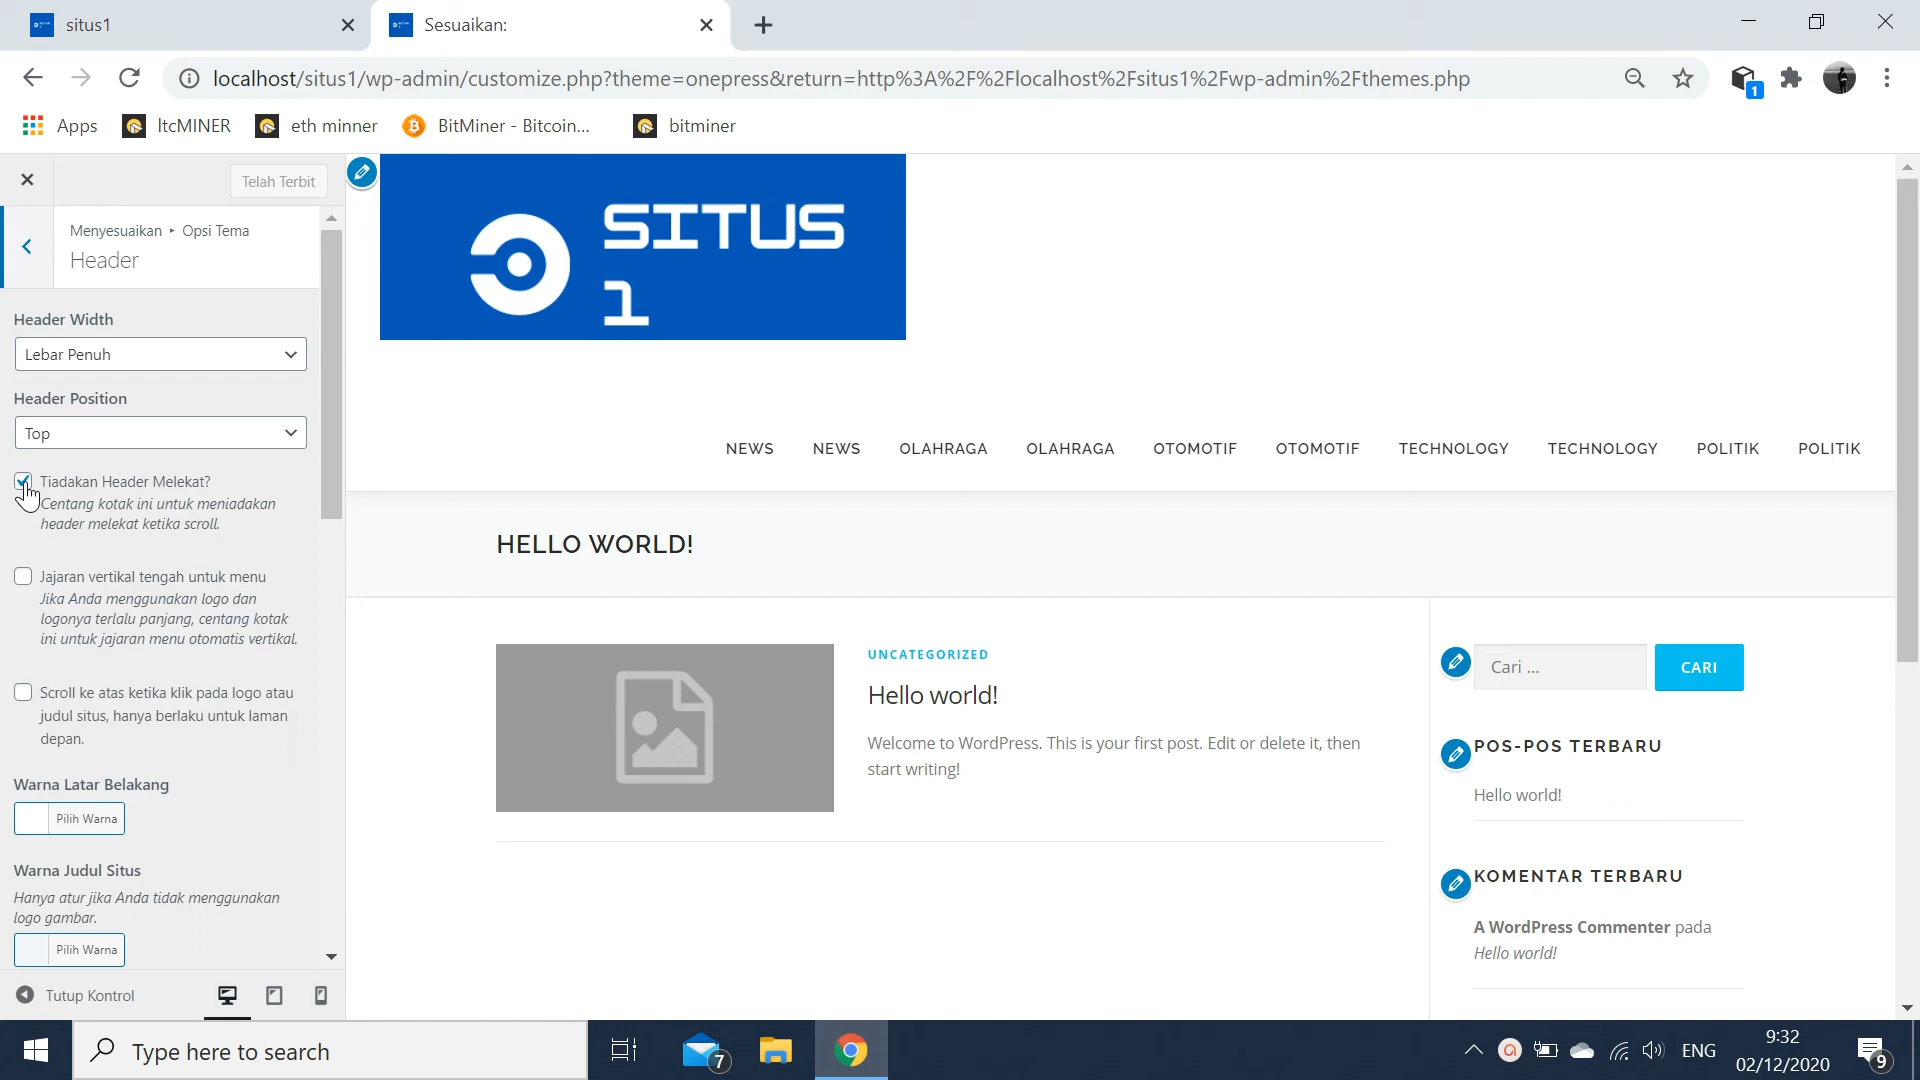 situs1
Sesuaikan:
localhost/situs1/wp-admin/customize.php?theme=onepress&return=http%3A%2F%2Flocalhost%2Fsitus1%2Fwp-admin%2Fthemes.php
1
Apps
ltcMINER
eth minner
BitMiner - Bitcoin...
bitminer
Telah Terbit
Menyesuaikan ▸ Opsi Tema
Header
Header Width
Lebar Penuh
Header Position
Top
Tiadakan Header Melekat?
Centang kotak ini untuk meniadakan
header melekat ketika scroll.
Jajaran vertikal tengah untuk menu
Jika Anda menggunakan logo dan
logonya terlalu panjang, centang kotak
ini untuk jajaran menu otomatis vertikal.
Scroll ke atas ketika klik pada logo atau
judul situs, hanya berlaku untuk laman
depan.
Warna Latar Belakang
Pilih Warna
Warna Judul Situs
Hanya atur jika Anda tidak menggunakan
logo gambar.
Pilih Warna
Tutup Kontrol
SITUS
1
NEWS NEWS OLAHRAGA OLAHRAGA OTOMOTIF OTOMOTIF TECHNOLOGY TECHNOLOGY POLITIK POLITIK
HELLO WORLD!
UNCATEGORIZED
Hello world!
Welcome to WordPress. This is your first post. Edit or delete it, then
start writing!
Cari ...
CARI
POS-POS TERBARU
Hello world!
KOMENTAR TERBARU
A WordPress Commenter pada
Hello world!
Type here to search
7
ENG
9:32
02/12/2020
9